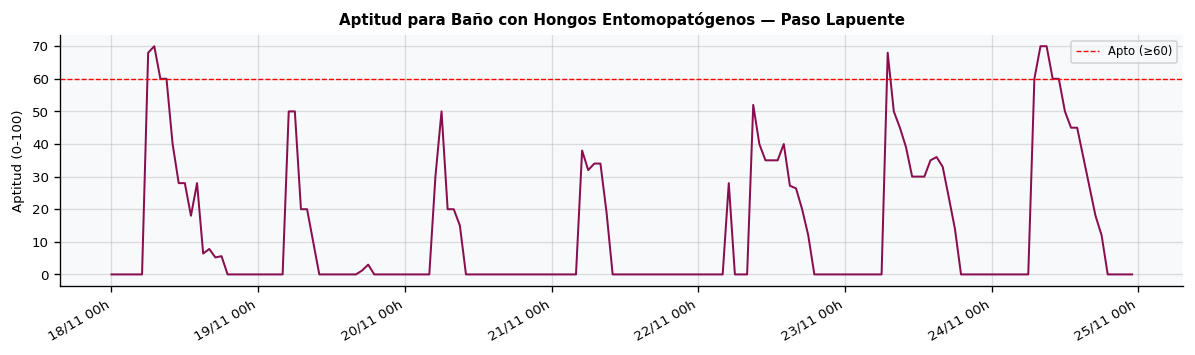 Aptitud para Baño con Hongos Entomopatógenos — Paso Lapuente
Apto (≥60)
Aptitud (0-100)
70
60
50
40
30
20
10
0
18/11 00h
19/11 00h
20/11 00h
21/11 00h
22/11 00h
23/11 00h
24/11 00h
25/11 00h